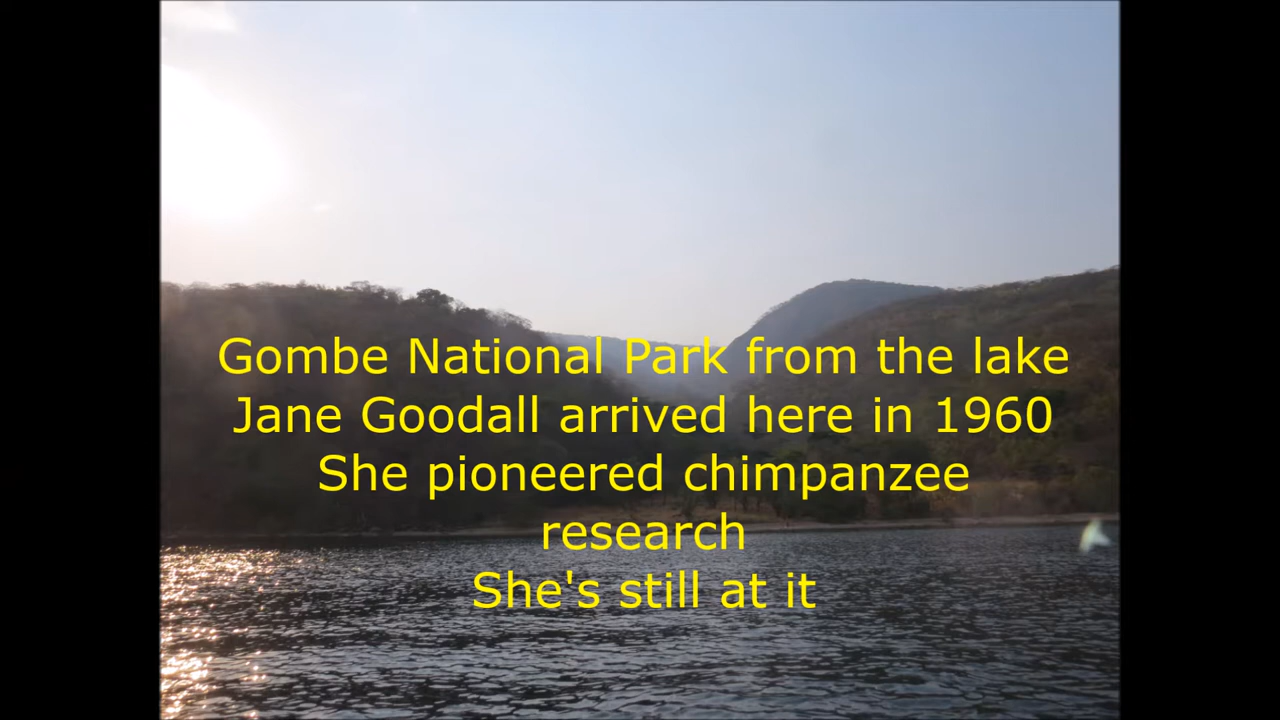 Gombe National Park from the lake
Jane Goodall arrived here in 1960
She pioneered chimpanzee
research
She's still at it